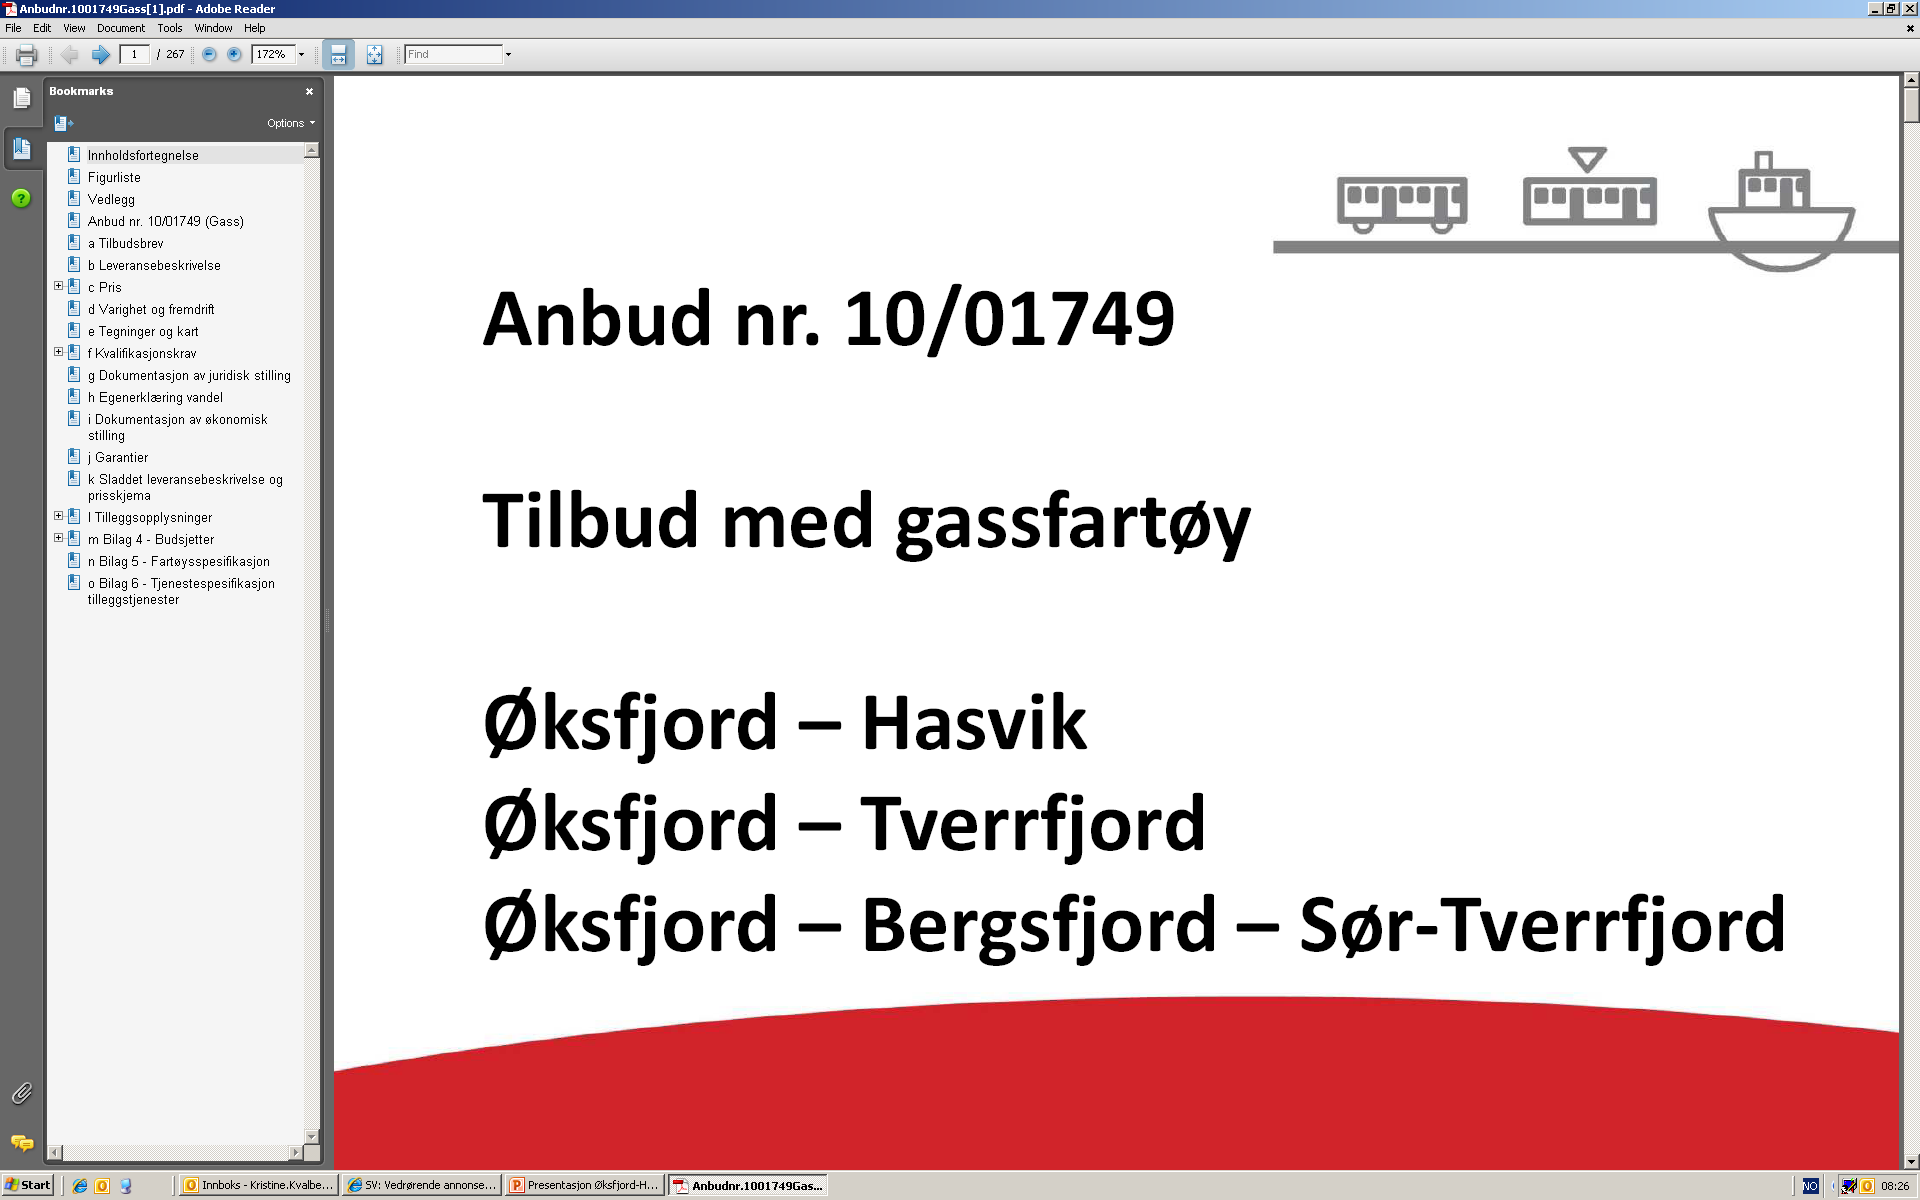 Anbudnr.1001749Gass[1].pdf - Adobe Reader
File Edit View Document Tools Window Help
1 / 267 172% Find
Bookmarks
Options
Innholdsfortegnelse
Figurliste
Vedlegg
Anbud nr. 10/01749 (Gass)
a Tilbudsbrev
b Leveransebeskrivelse
c Pris
d Varighet og fremdrift
e Tegninger og kart
f Kvalifikasjonskrav
g Dokumentasjon av juridisk stilling
h Egenerklæring vandel
i Dokumentasjon av økonomisk
stilling
j Garantier
k Sladdet leveransebeskrivelse og
prisskjema
l Tilleggsopplysninger
m Bilag 4 - Budsjetter
n Bilag 5 - Fartøysspesifikasjon
o Bilag 6 - Tjenestespesifikasjon
tilleggstjenester
Anbud nr. 10/01749
Tilbud med gassfartøy
Øksfjord – Hasvik
Øksfjord – Tverrfjord
Øksfjord – Bergsfjord – Sør-Tverrfjord
Start Innboks - Kristine.Kvalbe... SV: Vedrørende annonse... Presentasjon Øksfjord-H... Anbudnr.1001749Gas... NO 08:26